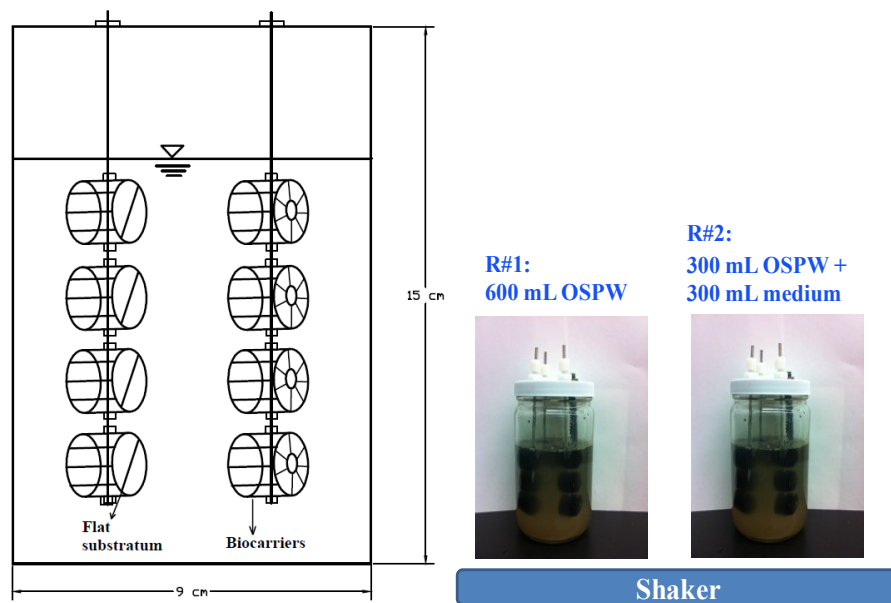 15 cm
Flat
substratum
Biocarriers
9 cm
R#1:
600 mL OSPW
R#2:
300 mL OSPW +
300 mL medium
Shaker